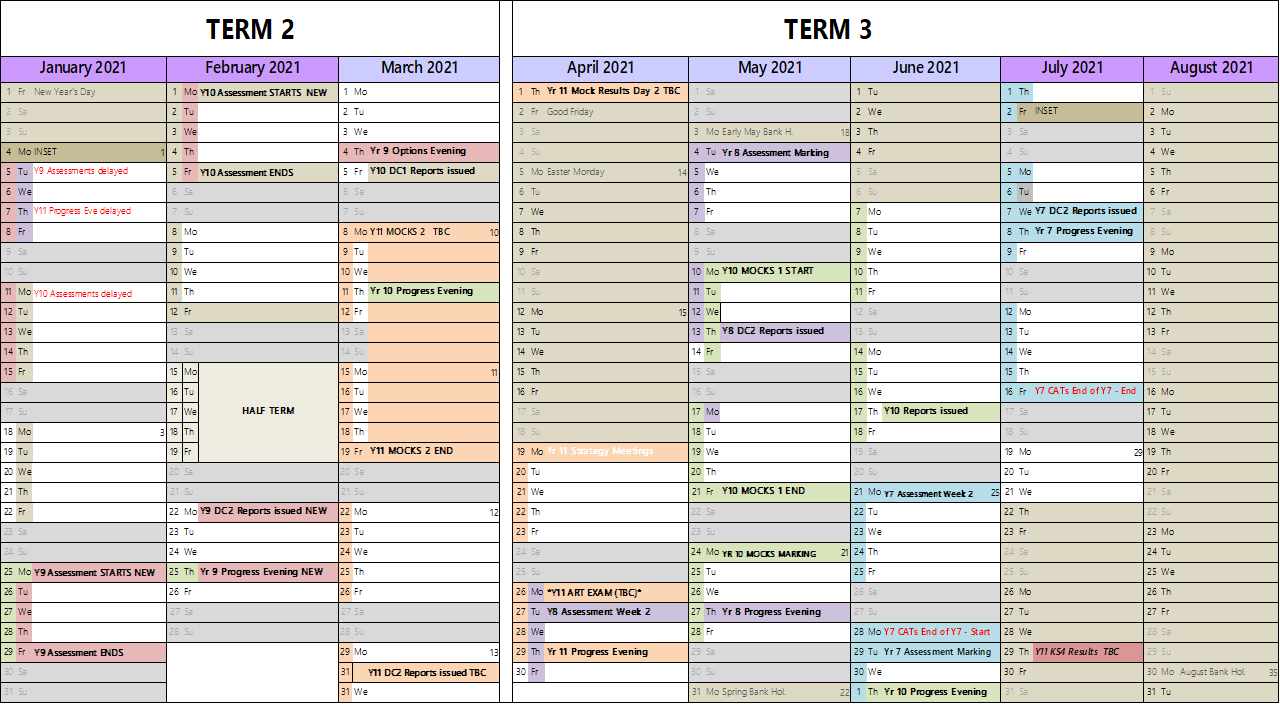 TERM 2
January 2021
1 Fr New Year's Day
2 Sa
3 Su
4 Mo INSET 1
5 Tu Y9 Assessments delayed
6 We
7 Th Y11 Progress Eve delayed
8 Fr
9 Sa
10 Su
11 Mo Y10 Assessments delayed
12 Tu
13 We
14 Th
15 Fr
16 Sa
17 Su
18 Mo 3
19 Tu
20 We
21 Th
22 Fr
23 Sa
24 Su
25 Mo Y9 Assessment STARTS NEW
26 Tu
27 We
28 Th
29 Fr Y9 Assessment ENDS
30 Sa
31 Su
February 2021
1 Mo Y10 Assessment STARTS NEW
2 Tu
3 We
4 Th
5 Fr Y10 Assessment ENDS
6 Sa
7 Su
8 Mo
9 Tu
10 We
11 Th
12 Fr
13 Sa
14 Su
15 Mo
16 Tu
17 We HALF TERM
18 Th
19 Fr
20 Sa
21 Su
22 Mo Y9 DC2 Reports issued NEW
23 Tu
24 We
25 Th Yr 9 Progress Evening NEW
26 Fr
27 Sa
28 Su
March 2021
1 Mo
2 Tu
3 We
4 Th Yr 9 Options Evening
5 Fr Y10 DC1 Reports issued
6 Sa
7 Su
8 Mo Y11 MOCKS 2 TBC 10
9 Tu
10 We
11 Th Yr 10 Progress Evening
12 Fr
13 Sa
14 Su
15 Mo 11
16 Tu
17 We
18 Th
19 Fr Y11 MOCKS 2 END
20 Sa
21 Su
22 Mo 12
23 Tu
24 We
25 Th
26 Fr
27 Sa
28 Su
29 Mo 13
31 Y11 DC2 Reports issued TBC
31 We
TERM 3
April 2021
1 Th Yr 11 Mock Results Day 2 TBC
2 Fr Good Friday
3 Sa
4 Su
5 Mo Easter Monday 14
6 Tu
7 We
8 Th
9 Fr
10 Sa
11 Su
12 Mo 15
13 Tu
14 We
15 Th
16 Fr
17 Sa
18 Su
19 Mo Yr 11 Strategy Meetings
20 Tu
21 We
22 Th
23 Fr
24 Sa
25 Su
26 Mo *Y11 ART EXAM (TBC)*
27 Tu Y8 Assessment Week 2
28 We
29 Th Yr 11 Progress Evening
30 Fr
May 2021
1 Sa
2 Su
3 Mo Early May Bank H. 18
4 Tu Yr 8 Assessment Marking
5 We
6 Th
7 Fr
8 Sa
9 Su
10 Mo Y10 MOCKS 1 START
11 Tu
12 We
13 Th Y8 DC2 Reports issued
14 Fr
15 Sa
16 Su
17 Mo
18 Tu
19 We
20 Th
21 Fr Y10 MOCKS 1 END
22 Sa
23 Su
24 Mo YR 10 MOCKS MARKING 21
25 Tu
26 We
27 Th Yr 8 Progress Evening
28 Fr
29 Sa
30 Su
31 Mo Spring Bank Hol. 22
June 2021
1 Tu
2 We
3 Th
4 Fr
5 Sa
6 Su
7 Mo
8 Tu
9 We
10 Th
11 Fr
12 Sa
13 Su
14 Mo
15 Tu
16 We
17 Th Y10 Reports issued
18 Fr
19 Sa
20 Su
21 Mo Y7 Assessment Week 2 25
22 Tu
23 We
24 Th
25 Fr
26 Sa
27 Su
28 Mo Y7 CATs End of Y7 - Start
29 Tu Yr 7 Assessment Marking
30 We
1 Th Yr 10 Progress Evening
July 2021
1 Th
2 Fr INSET
3 Sa
4 Su
5 Mo
6 Tu
7 We Y7 DC2 Reports issued
8 Th Yr 7 Progress Evening
9 Fr
10 Sa
11 Su
12 Mo
13 Tu
14 We
15 Th
16 Fr Y7 CATs End of Y7 - End
17 Sa
18 Su
19 Mo 29
20 Tu
21 We
22 Th
23 Fr
24 Sa
25 Su
26 Mo
27 Tu
28 We
29 Th Y11 KS4 Results TBC
30 Fr
31 Sa
August 2021
1 Su
2 Mo
3 Tu
4 We
5 Th
6 Fr
7 Sa
8 Su
9 Mo
10 Tu
11 We
12 Th
13 Fr
14 Sa
15 Su
16 Mo
17 Tu
18 We
19 Th
20 Fr
21 Sa
22 Su
23 Mo
24 Tu
25 We
26 Th
27 Fr
28 Sa
29 Su
30 Mo August Bank Hol. 35
31 Tu